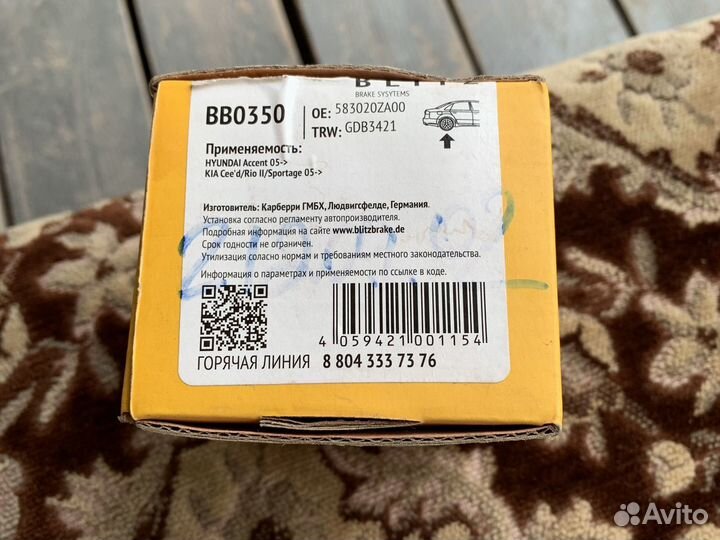 BLITZ
BRAKE SYSYTEMS
BB0350
OE: 583020ZA00
TRW: GDB3421
Применяемость:
HYUNDAI Accent 05->
KIA Cee'd/Rio II/Sportage 05->
Изготовитель: Карберри ГМБХ, Людвигсфелде, Германия.
Установка согласно регламенту автопроизводителя.
Подробная информация на сайте www.blitzbrake.de
Срок годности не ограничен.
Утилизация сласно нормам и требованиям местного законодательства.
Информация о параметрах и применяемости по ссылке в коде.
4 059421 001154
ГОРЯЧАЯ ЛИНИЯ 8 804 333 73 76
Avito